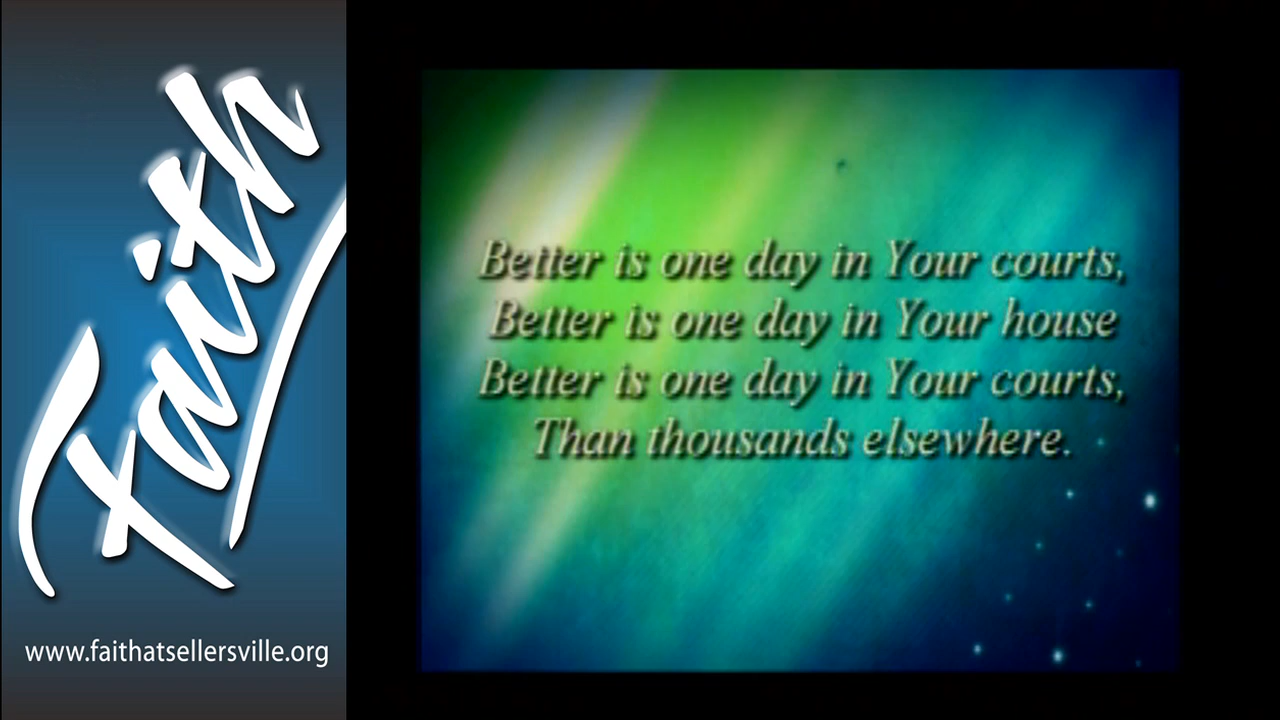 Faith
www.faithatsellersville.org
Better is one day in Your courts,
Better is one day in Your house
Better is one day in Your courts,
Than thousands elsewhere.